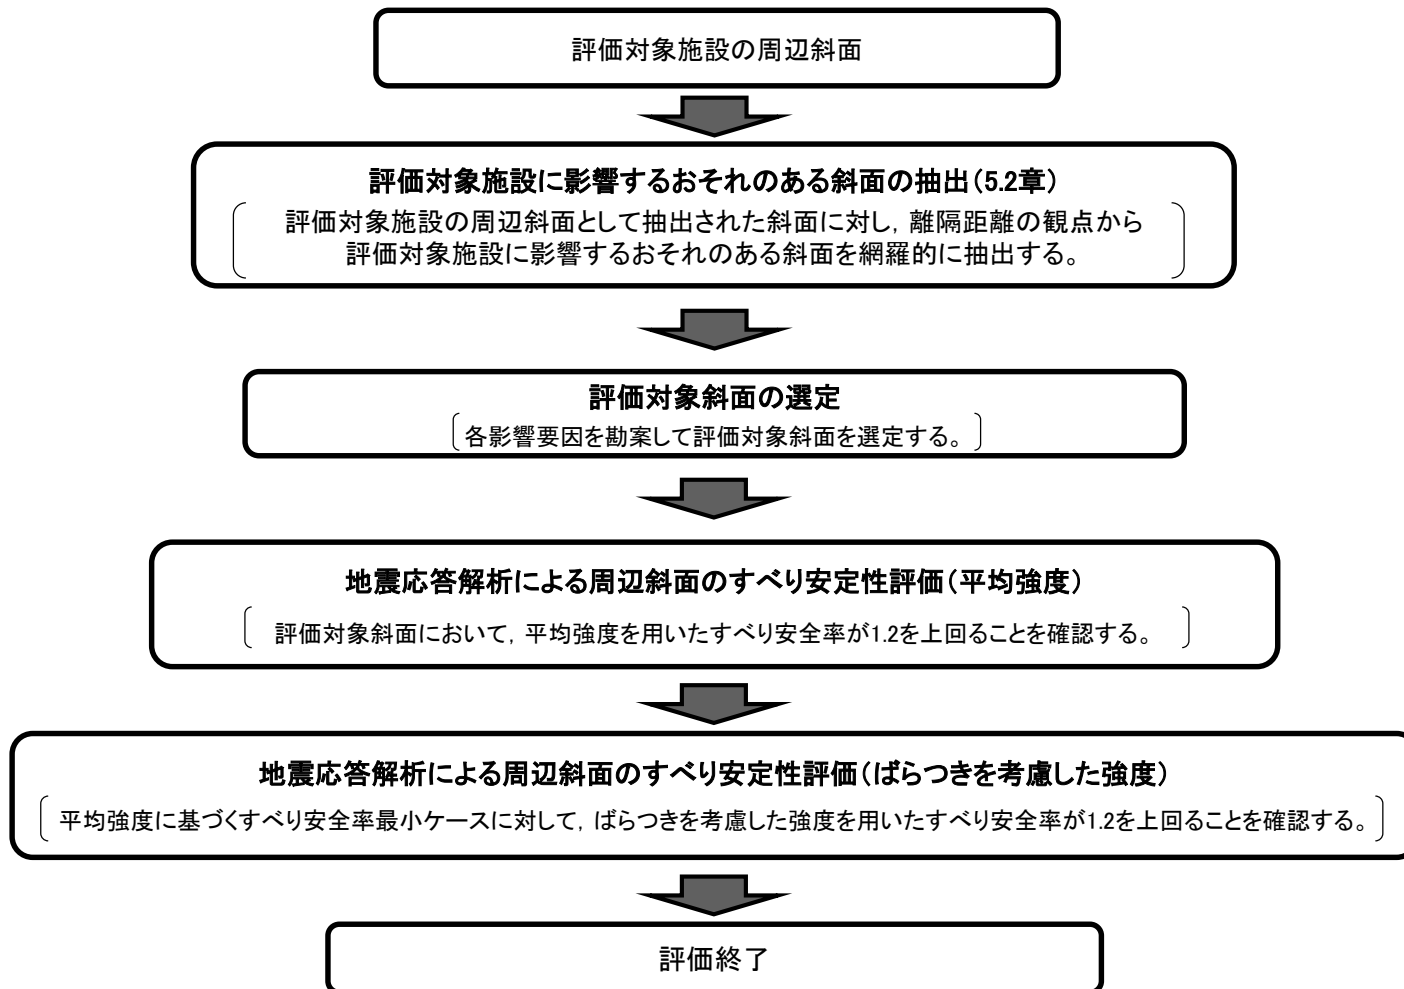 評価対象施設の周辺斜面
評価対象施設に影響するおそれのある斜面の抽出(5.2章)
評価対象施設の周辺斜面として抽出された斜面に対し，離隔距離の観点から
評価対象施設に影響するおそれのある斜面を網羅的に抽出する。
評価対象斜面の選定
各影響要因を勘案して評価対象斜面を選定する。
地震応答解析による周辺斜面のすべり安定性評価(平均強度)
評価対象斜面において，平均強度を用いたすべり安全率が1.2を上回ることを確認する。
地震応答解析による周辺斜面のすべり安定性評価(ばらつきを考慮した強度)
平均強度に基づくすべり安全率最小ケースに対して，ばらつきを考慮した強度を用いたすべり安全率が1.2を上回ることを確認する。
評価終了